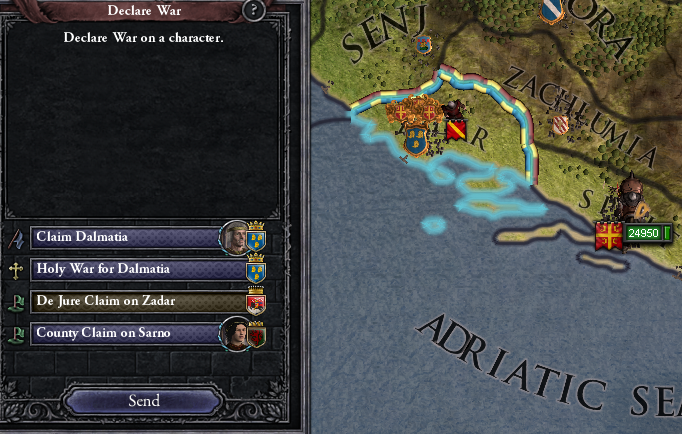 Declare War
?
Declare War on a character.
Claim Dalmatia
Holy War for Dalmatia
De Jure Claim on Zadar
County Claim on Sarno
Send
SENJ
ZACHLUMIA
24950
ADRIATIC SEA